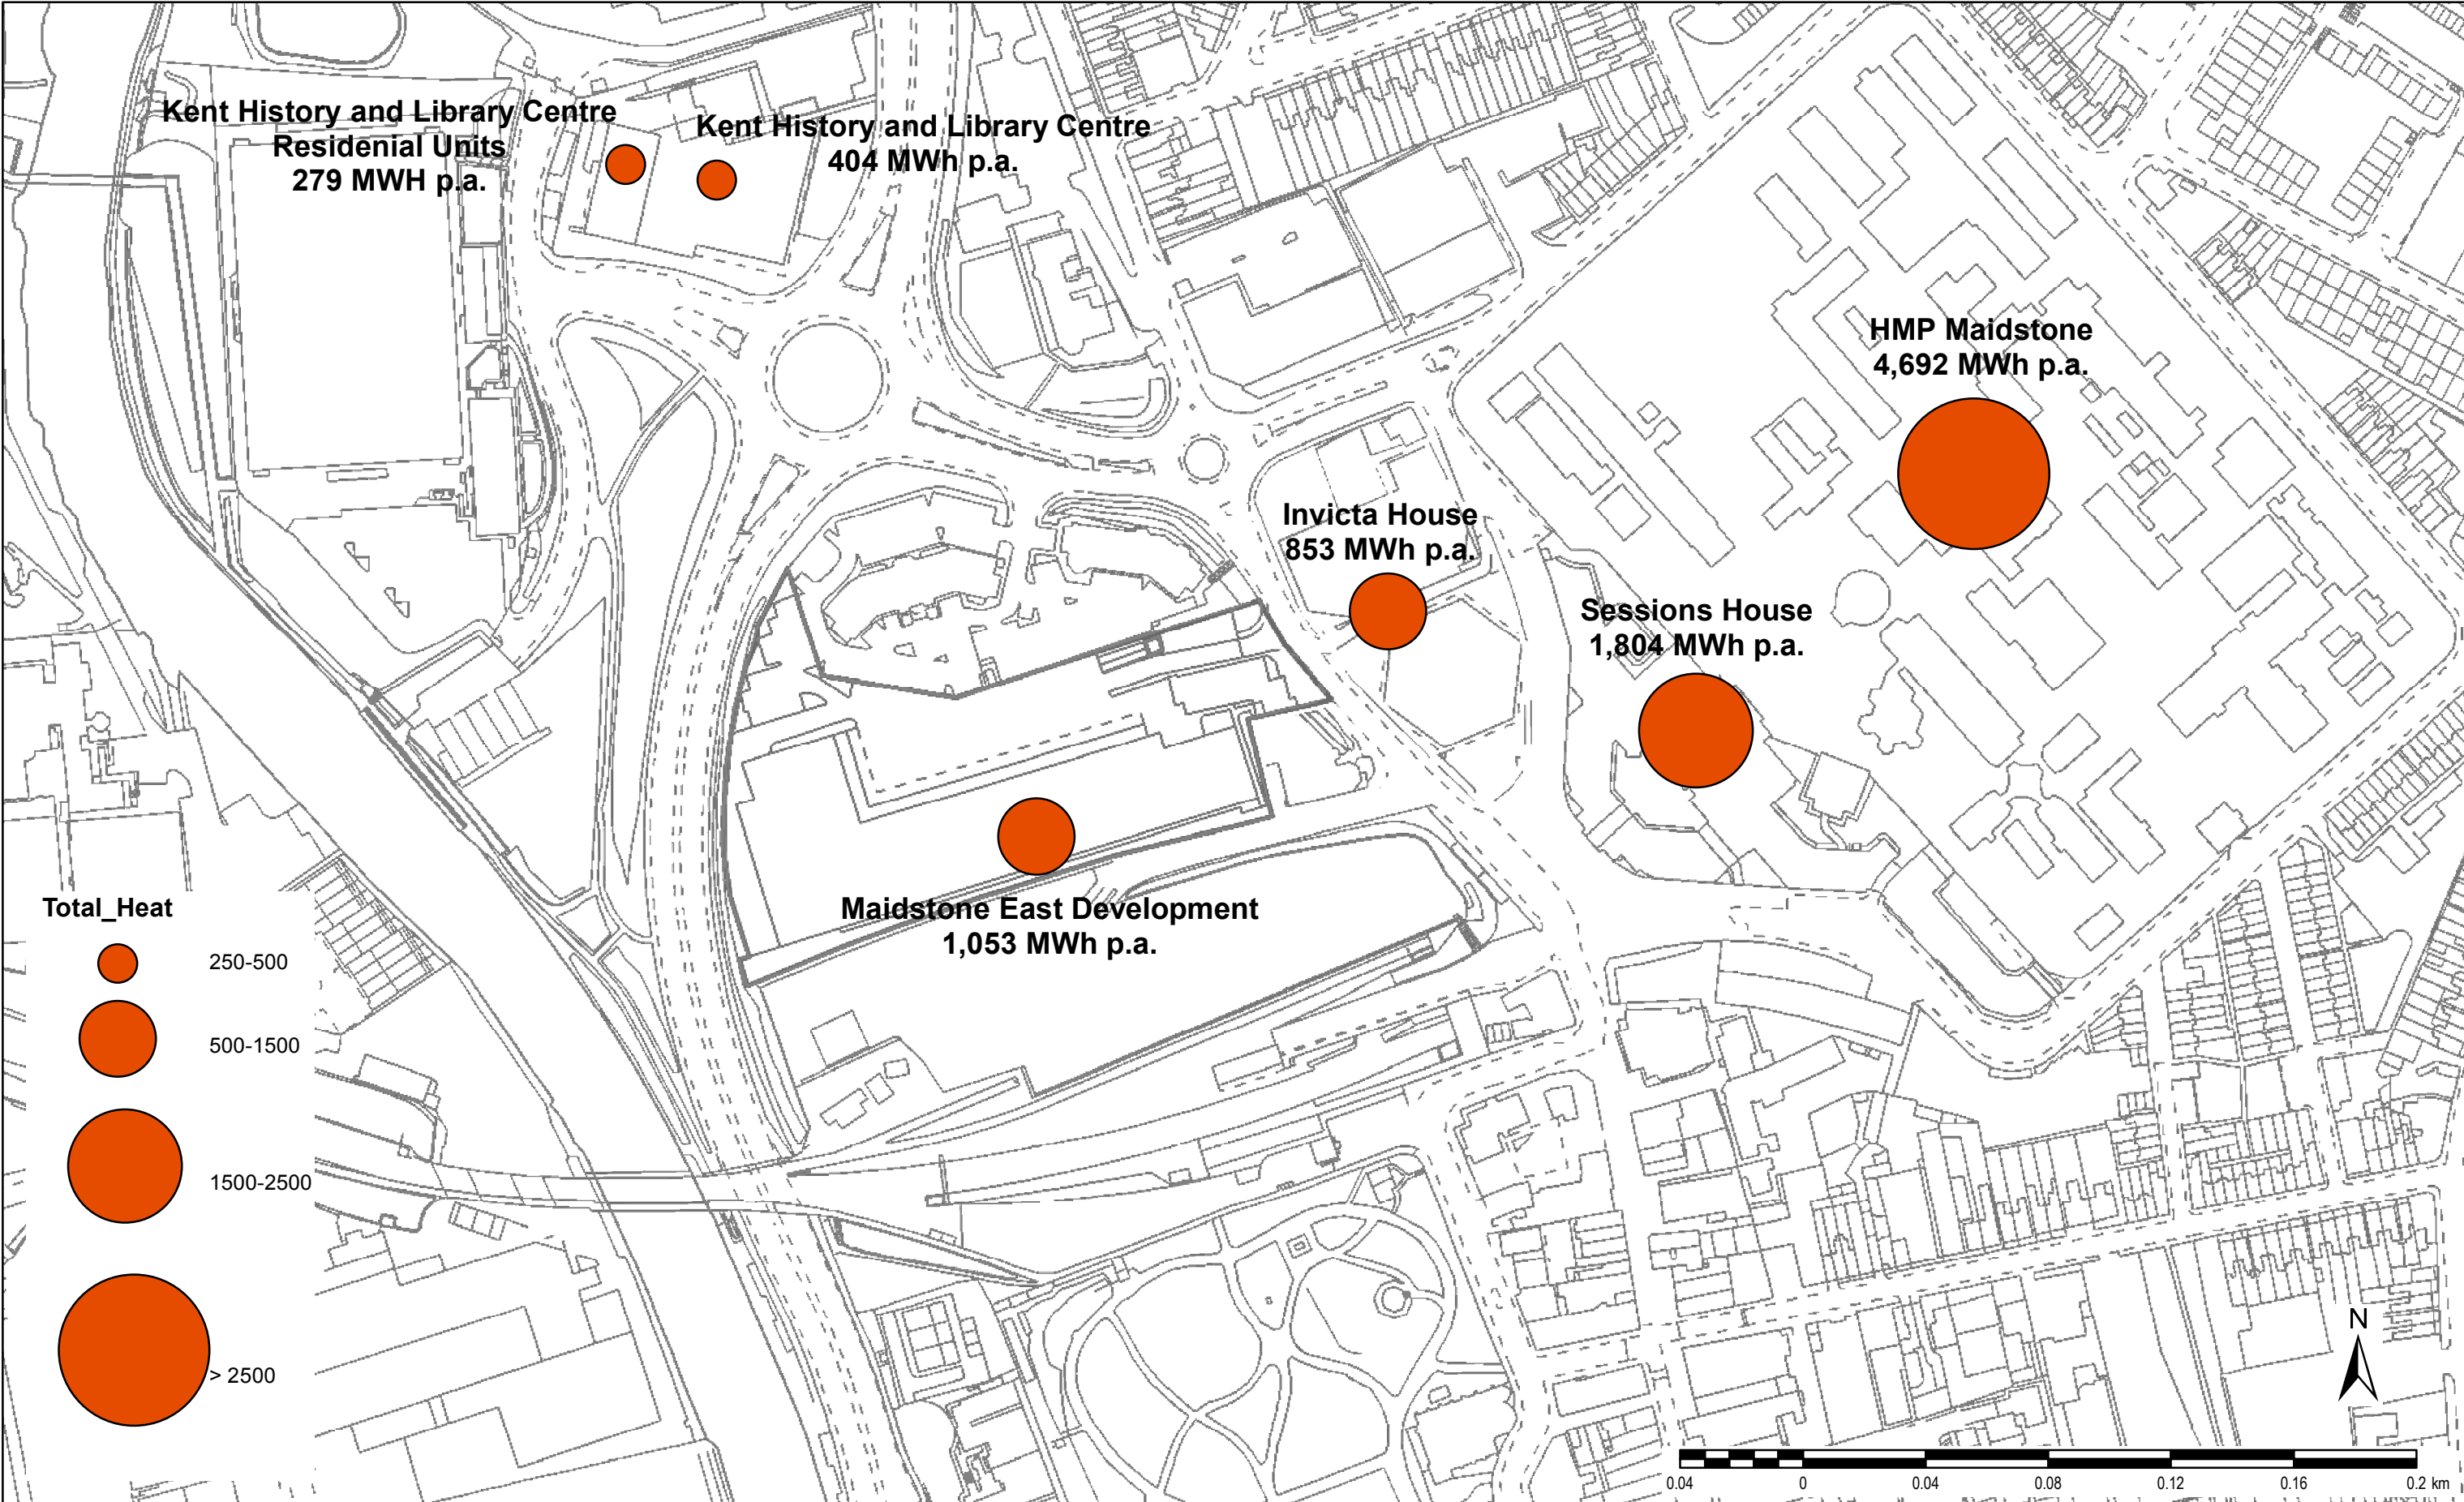 Kent History and Library Centre
Residenial Units
279 MWH p.a.
Kent History and Library Centre
404 MWh p.a.
HMP Maidstone
4,692 MWh p.a.
Invicta House
853 MWh p.a.
Sessions House
1,804 MWh p.a.
Maidstone East Development
1,053 MWh p.a.
Total_Heat
250-500
500-1500
1500-2500
> 2500
N
0.04 0 0.04 0.08 0.12 0.16 0.2 km